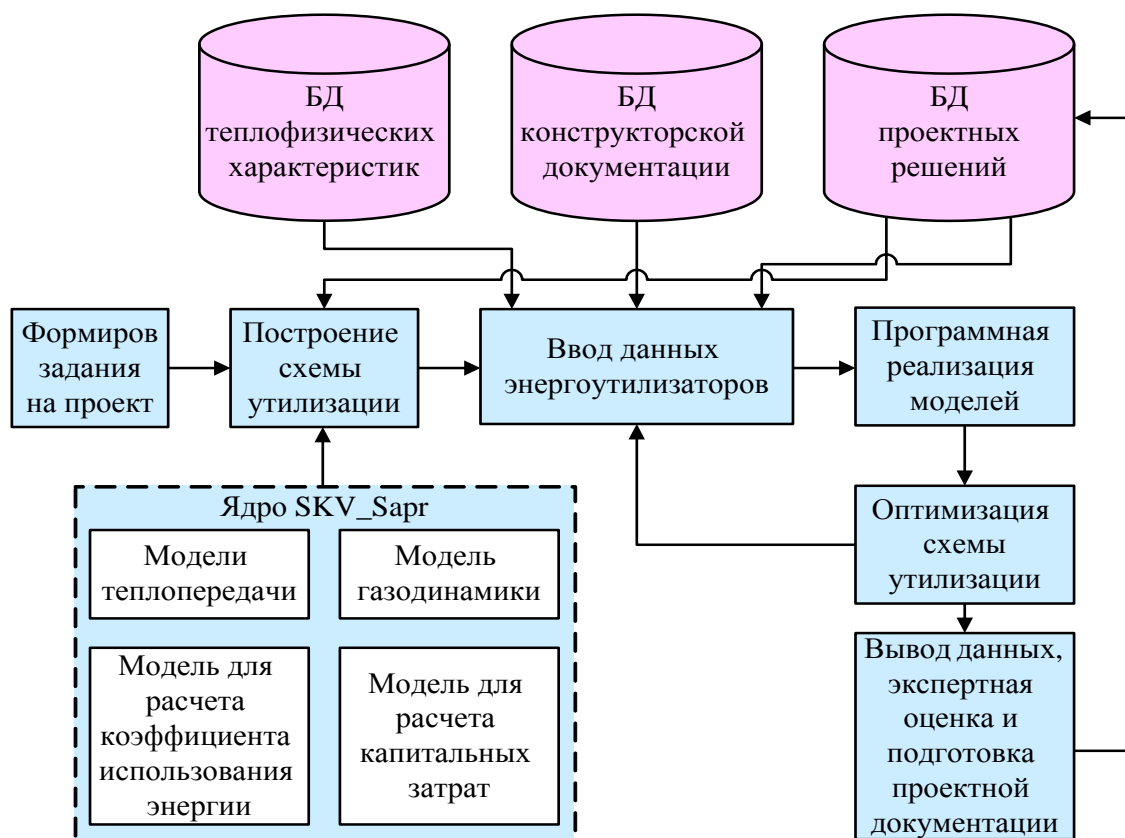 БД
теплофизических
характеристик
БД
конструкторской
документации
БД
проектных
решений
Формиров
задания
на проект
Построение
схемы
утилизации
Ввод данных
энергоутилизаторов
Программная
реализация
моделей
Ядро SKV_Sapr
Модели
теплопередачи
Модель
газодинамики
Модель для
расчета
коэффициента
использования
энергии
Модель для
расчета
капитальных
затрат
Оптимизация
схемы
утилизации
Вывод данных,
экспертная
оценка и
подготовка
проектной
документации